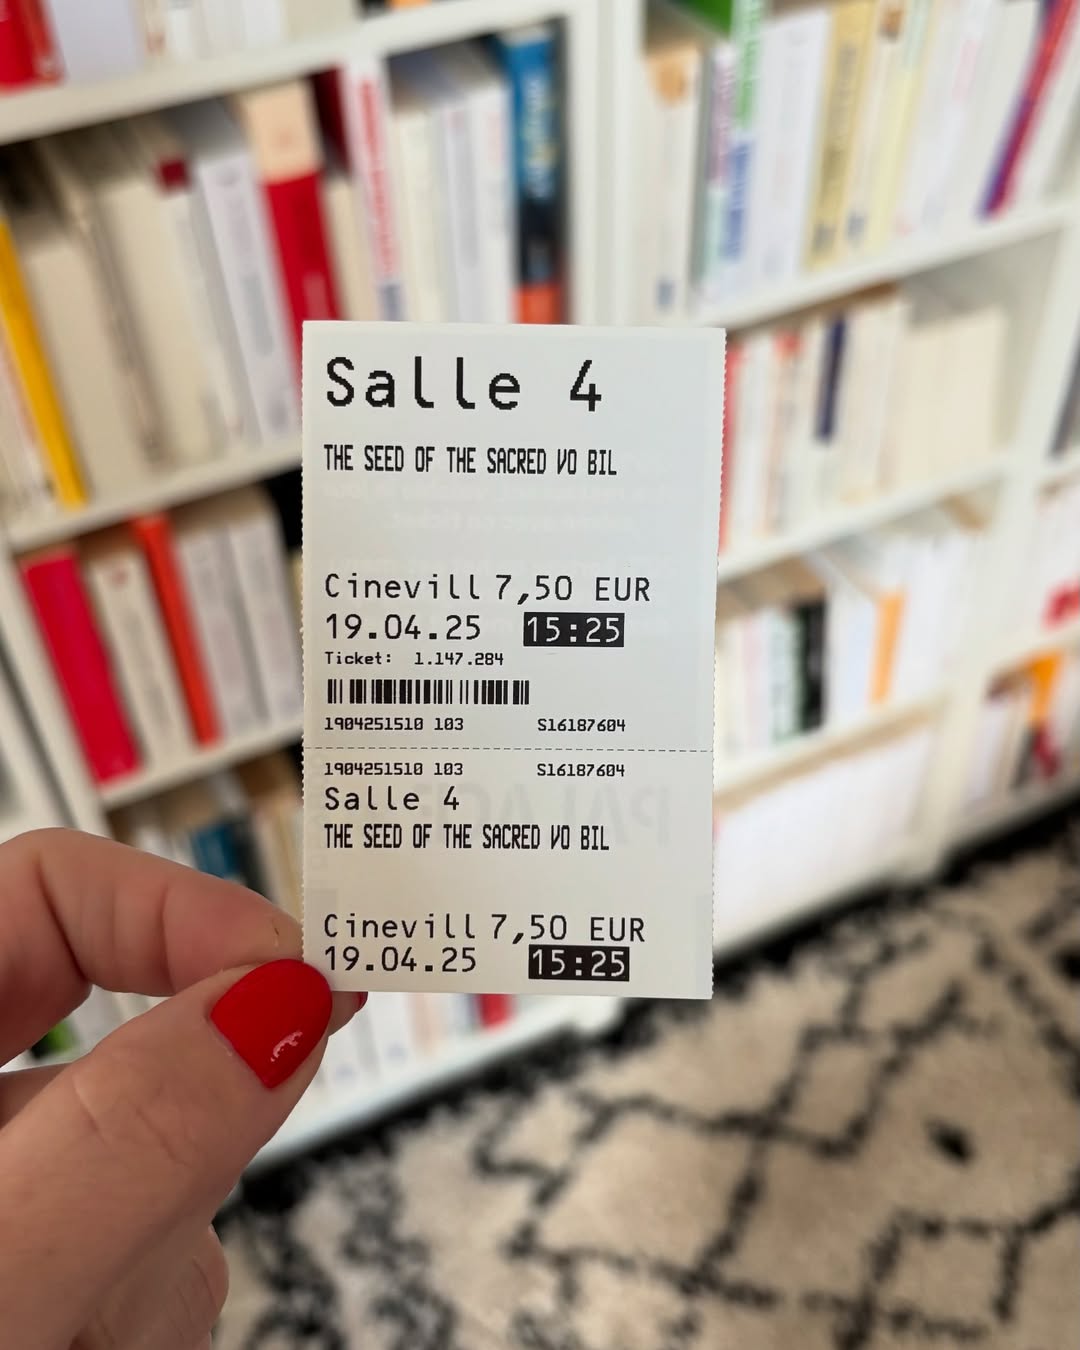 Salle 4
THE SEED OF THE SACRED VO BIL
Cinevill 7,50 EUR
19.04.25 15:25
Ticket: 1.147.284
1904251510 103 S16187604
1904251510 103 S16187604
Salle 4
THE SEED OF THE SACRED VO BIL
Cinevill 7,50 EUR
19.04.25 15:25